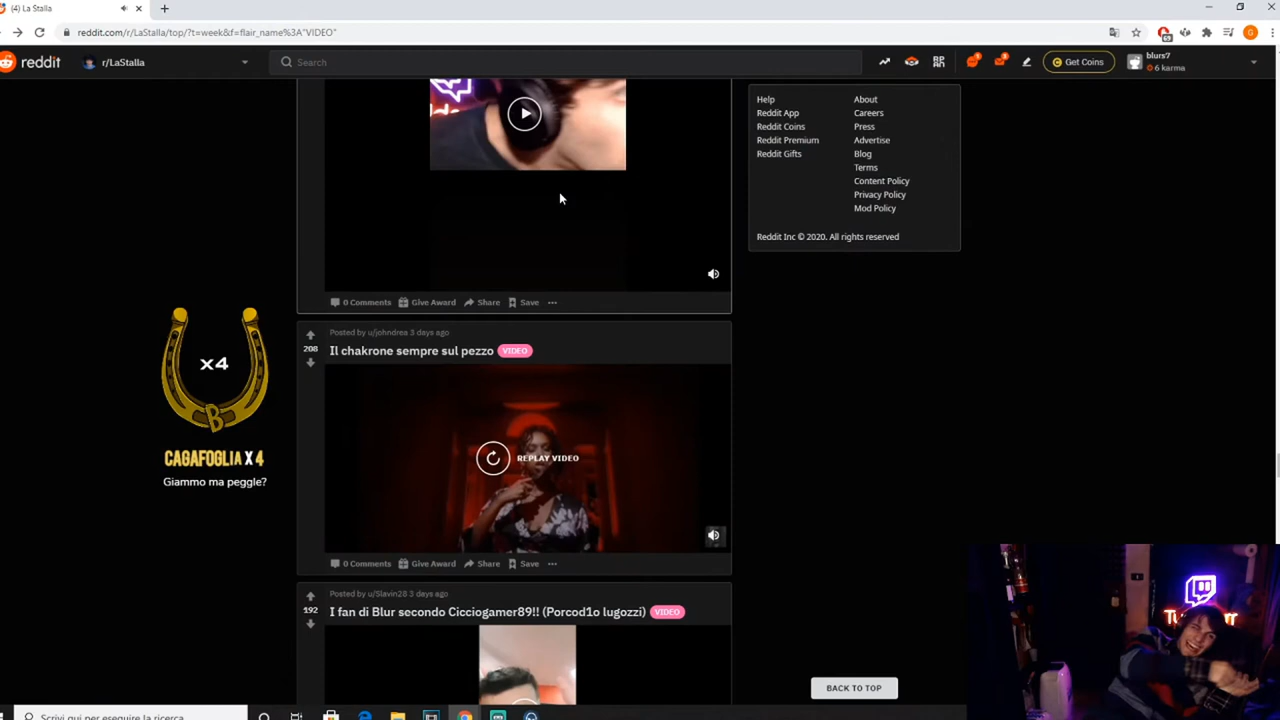 (4) La Stalla
reddit.com/r/LaStalla/top/?t=week&f=flair_name%3A"VIDEO"
reddit
r/LaStalla
Search
Get Coins
blurs7
6 karma
Help
About
Reddit App
Careers
Reddit Coins
Press
Reddit Premium
Advertise
Reddit Gifts
Blog
Terms
Content Policy
Privacy Policy
Mod Policy
Reddit Inc © 2020. All rights reserved
0 Comments Give Award Share Save
Posted by u/johndrea 3 days ago
208
Il chakrone sempre sul pezzo VIDEO
REPLAY VIDEO
0 Comments Give Award Share Save
x4
B
CAGAFOGLIA X 4
Giammo ma peggle?
Posted by u/Slavin28 3 days ago
192
I fan di Blur secondo Cicciogamer89!! (Porcod1o lugozzi) VIDEO
BACK TO TOP
Scrivi qui per eseguire la ricerca